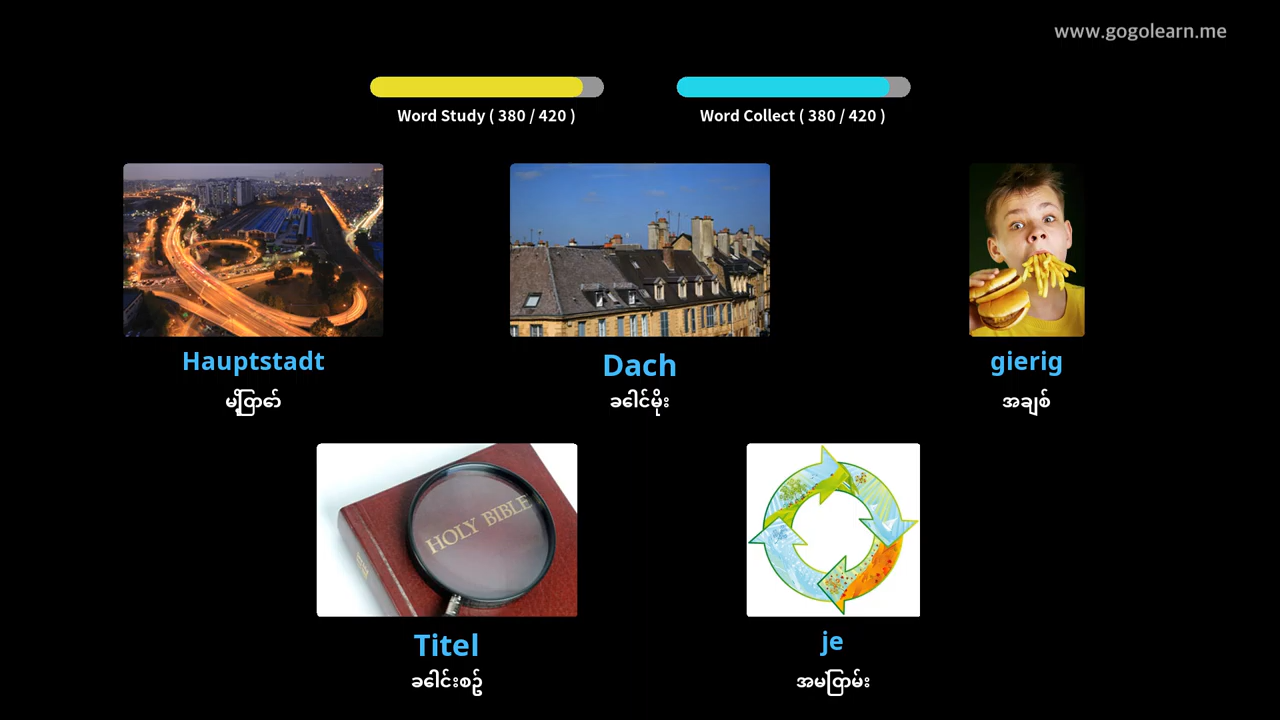 www.gogolearn.me
Word Study ( 380 / 420 )
Word Collect ( 380 / 420 )
Hauptstadt
Dach
gierig
မြို့တော်
ခေါင်မိုး
အချစ်
HOLY BIBLE
Titel
je
ခေါင်းစဉ်
အမြတမ်း